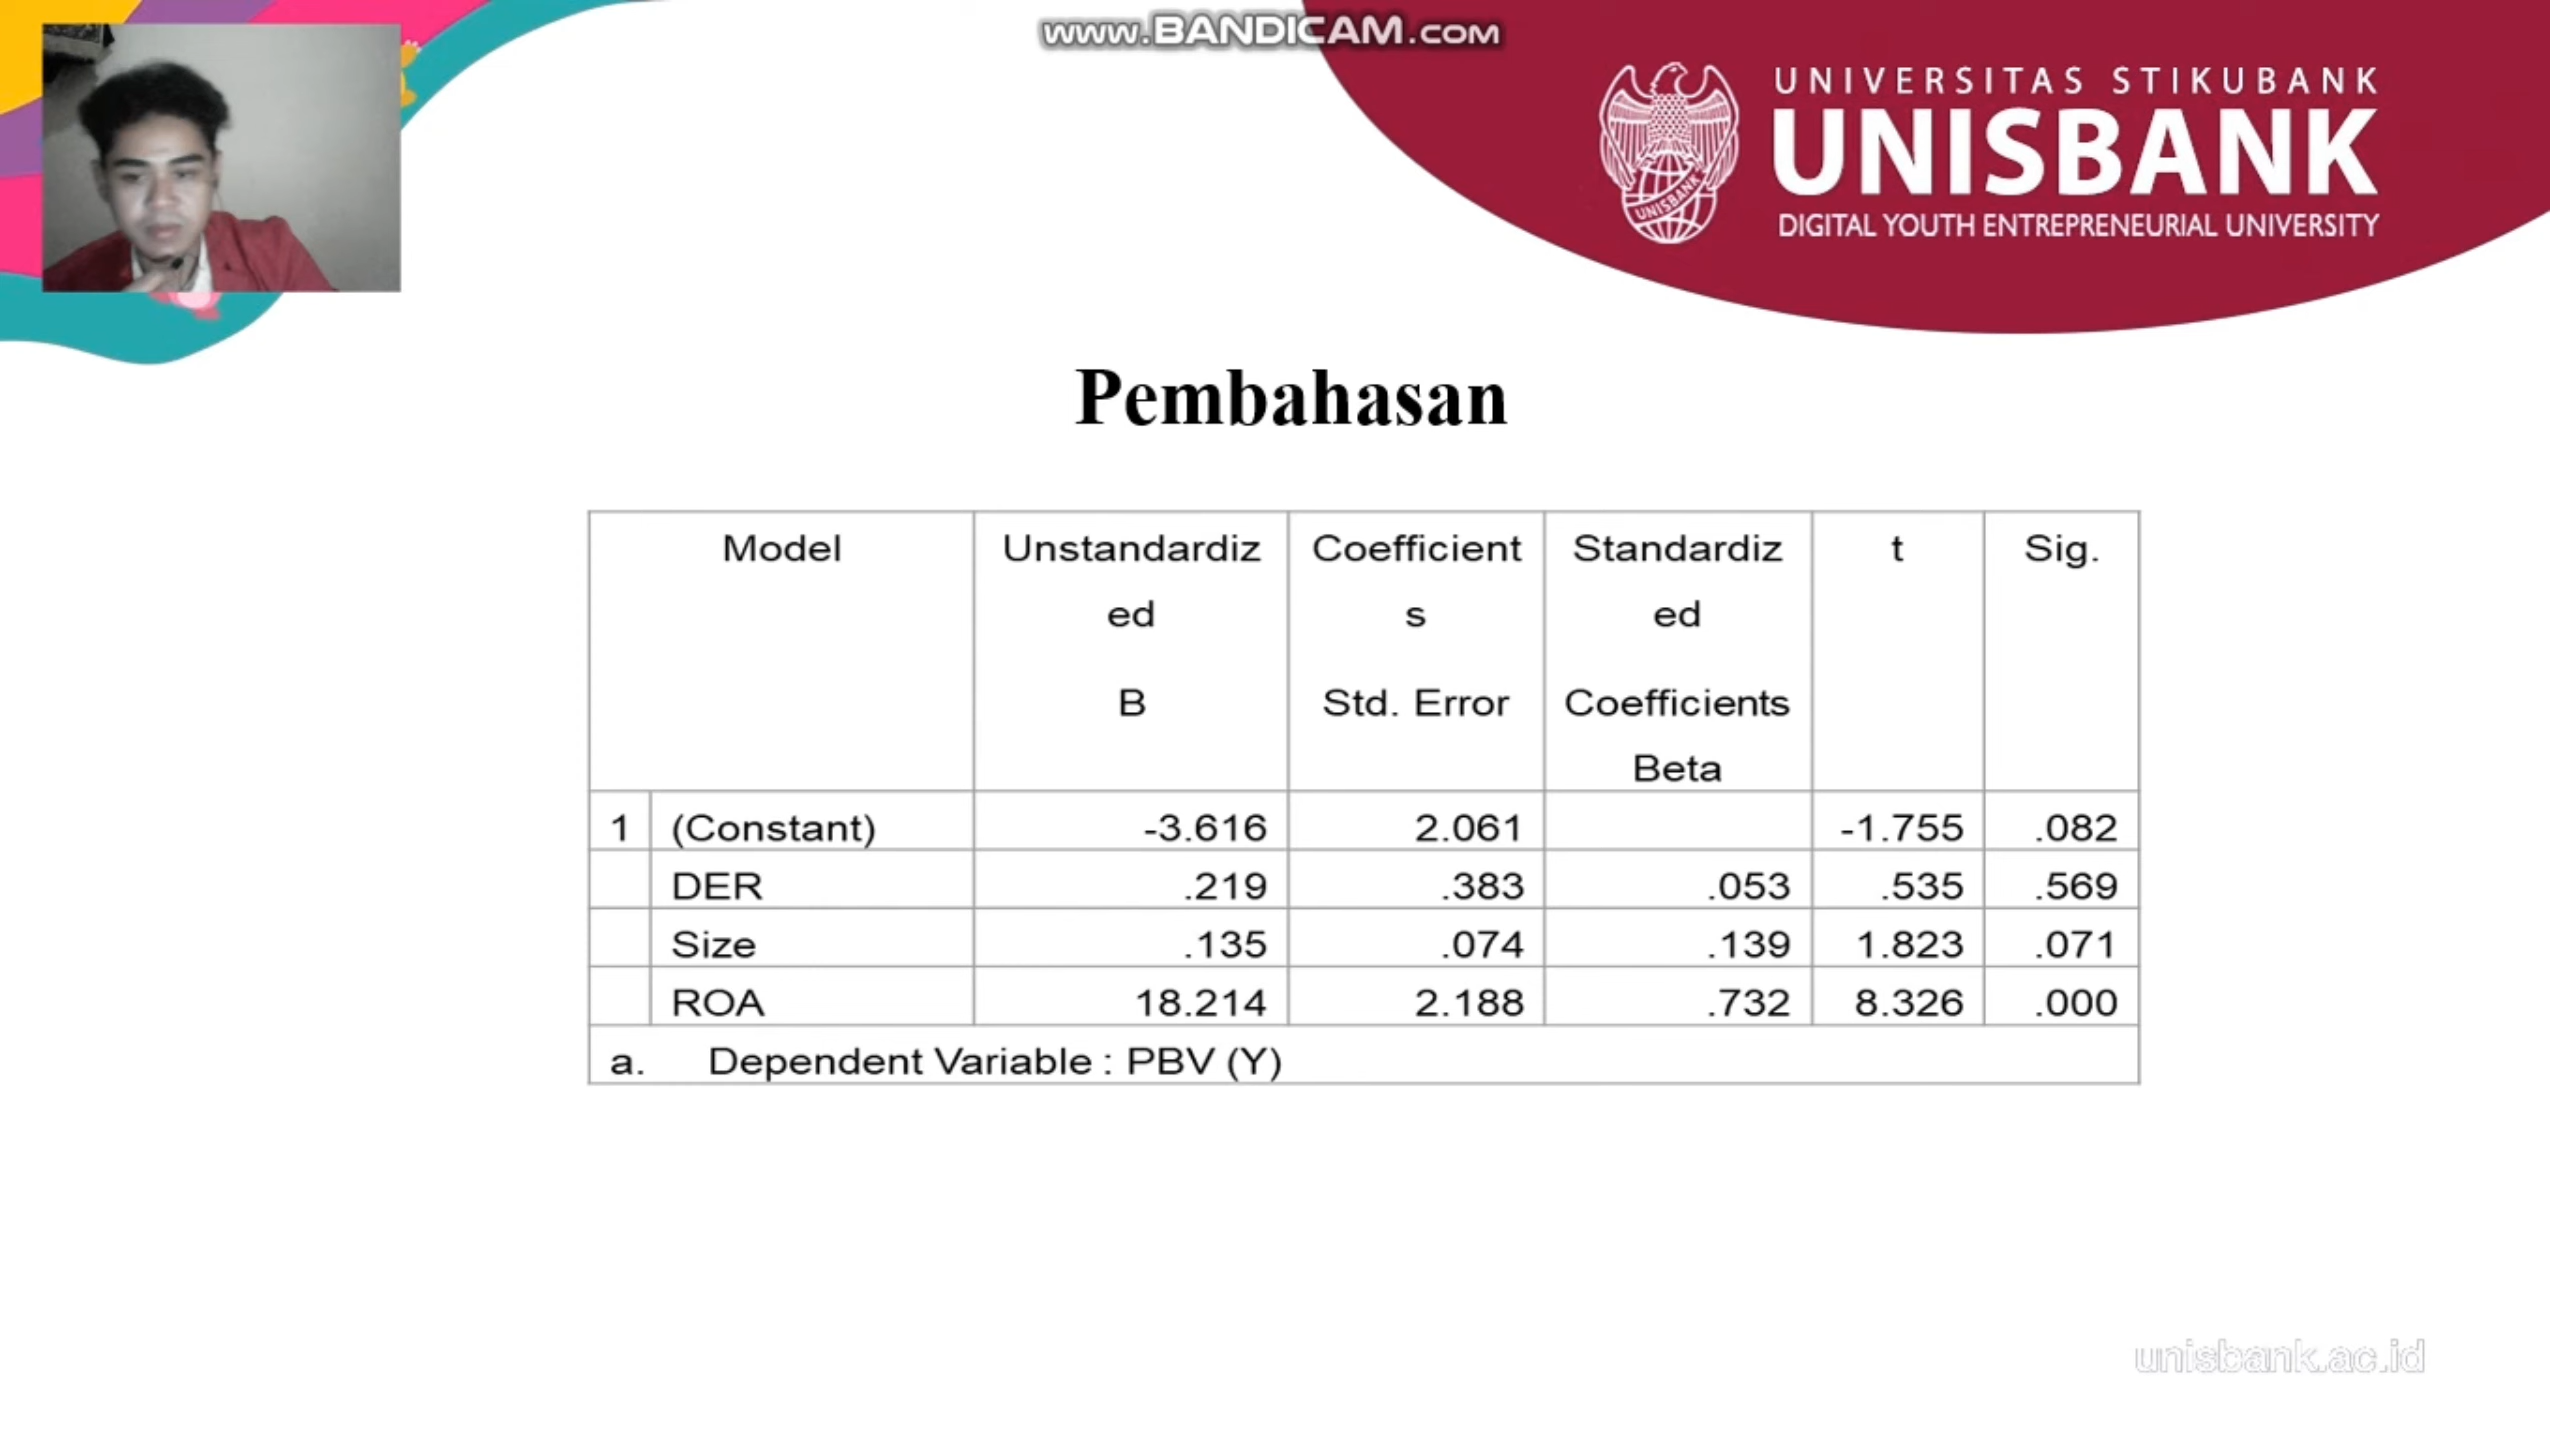 www.BANDICAM.com
UNIVERSITAS STIKUBANK
UNISBANK
DIGITAL YOUTH ENTREPRENEURIAL UNIVERSITY
UNISBANK
Pembahasan
Model Unstandardiz Coefficient Standardiz t Sig.
ed s ed
B Std. Error Coefficients
Beta
1 (Constant) -3.616 2.061 -1.755 .082
DER .219 .383 .053 .535 .569
Size .135 .074 .139 1.823 .071
ROA 18.214 2.188 .732 8.326 .000
a. Dependent Variable : PBV (Y)
unisbank.ac.id